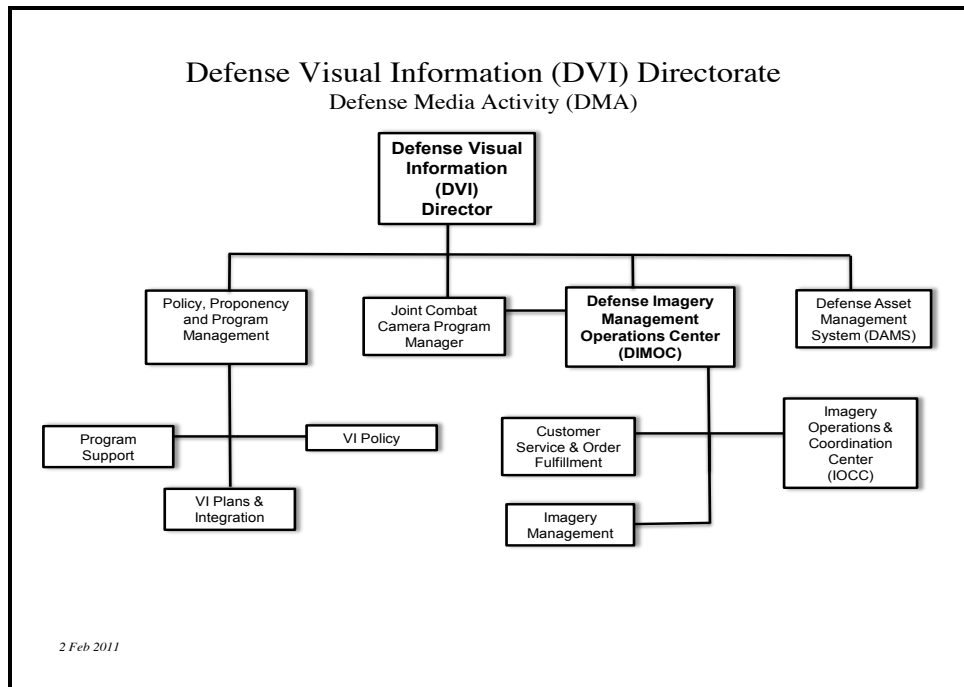 Defense Visual Information (DVI) Directorate
Defense Media Activity (DMA)
Defense Visual
Information
(DVI)
Director
Policy, Proponency
and Program
Management
Joint Combat
Camera Program
Manager
Defense Imagery
Management
Operations Center
(DIMOC)
Defense Asset
Management
System (DAMS)
Program
Support
VI Policy
VI Plans &
Integration
Customer
Service & Order
Fulfillment
Imagery
Operations &
Coordination
Center
(IOCC)
Imagery
Management
2 Feb 2011